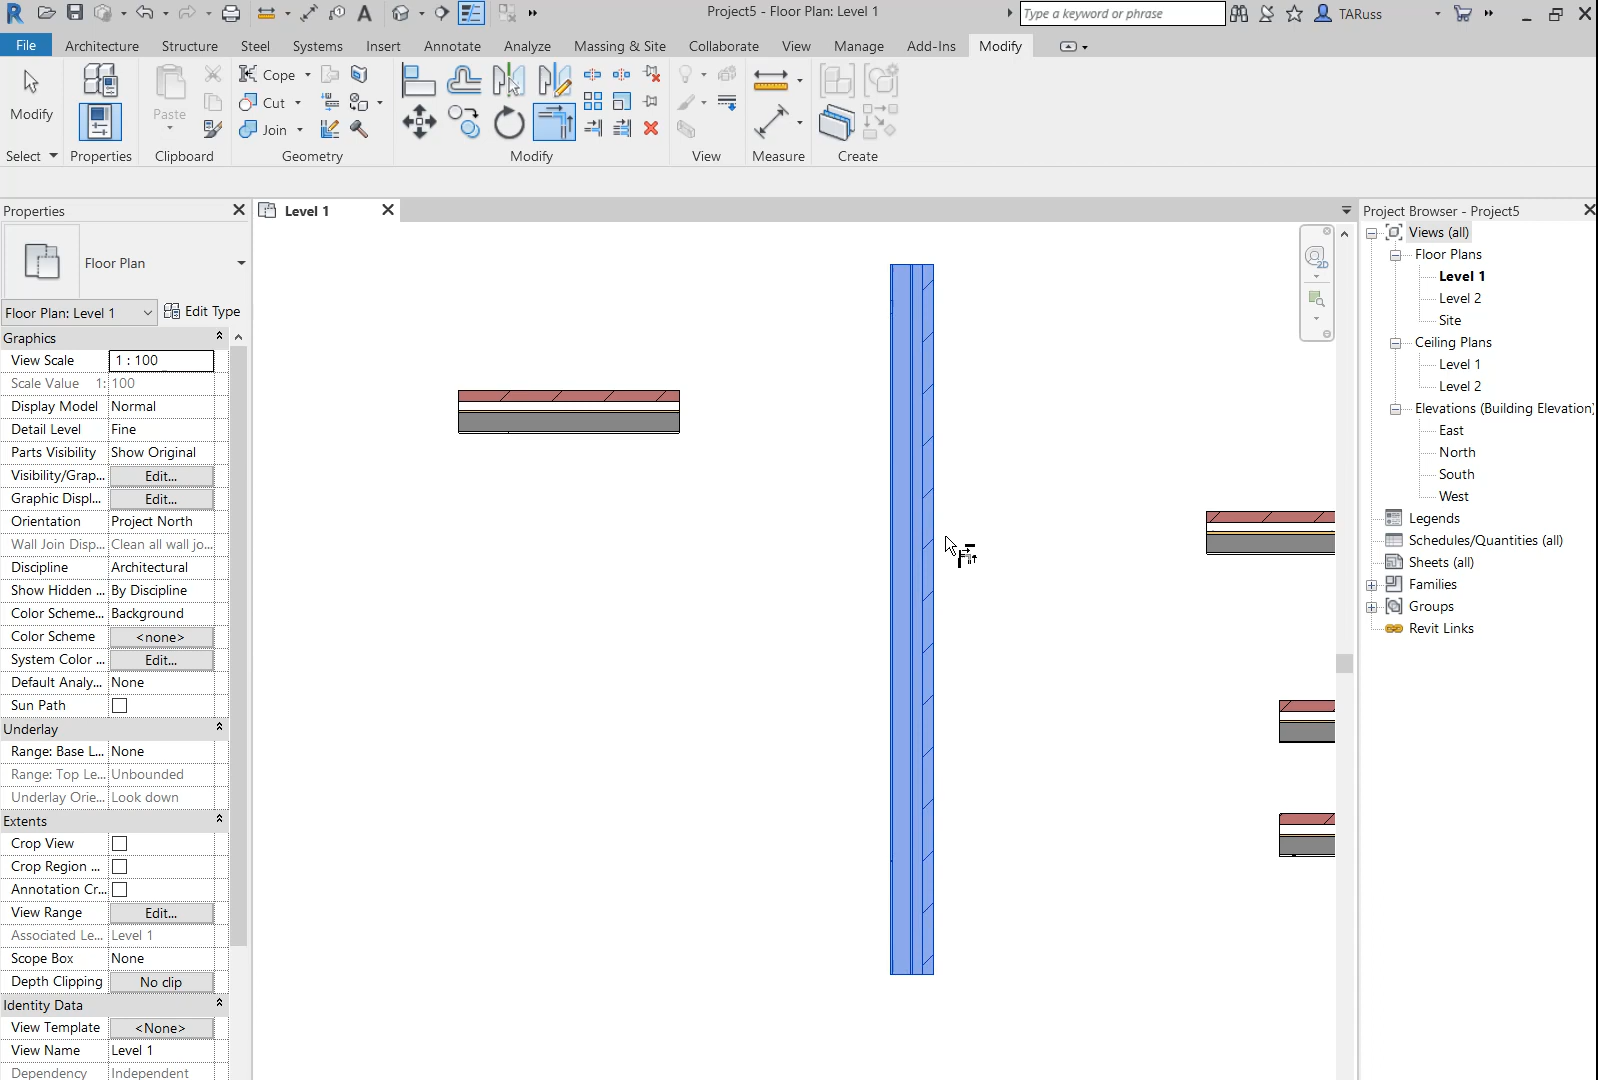 Project5 - Floor Plan: Level 1
Type a keyword or phrase
TARuss
File Architecture Structure Steel Systems Insert Annotate Analyze Massing & Site Collaborate View Manage Add-Ins Modify
Modify
Paste
Cope
Cut
Join
Select Properties Clipboard Geometry Modify View Measure Create
Properties
Level 1
Project Browser - Project5
Floor Plan
Floor Plan: Level 1 Edit Type
Graphics
View Scale 1 : 100
Scale Value 1: 100
Display Model Normal
Detail Level Fine
Parts Visibility Show Original
Visibility/Grap... Edit...
Graphic Displ... Edit...
Orientation Project North
Wall Join Disp... Clean all wall jo...
Discipline Architectural
Show Hidden ... By Discipline
Color Scheme... Background
Color Scheme <none>
System Color ... Edit...
Default Analy... None
Sun Path
Underlay
Range: Base L... None
Range: Top Le... Unbounded
Underlay Orie... Look down
Extents
Crop View
Crop Region ...
Annotation Cr...
View Range Edit...
Associated Le... Level 1
Scope Box None
Depth Clipping No clip
Identity Data
View Template <None>
View Name Level 1
Dependency Independent
2D
Views (all)
Floor Plans
Level 1
Level 2
Site
Ceiling Plans
Level 1
Level 2
Elevations (Building Elevation)
East
North
South
West
Legends
Schedules/Quantities (all)
Sheets (all)
Families
Groups
Revit Links